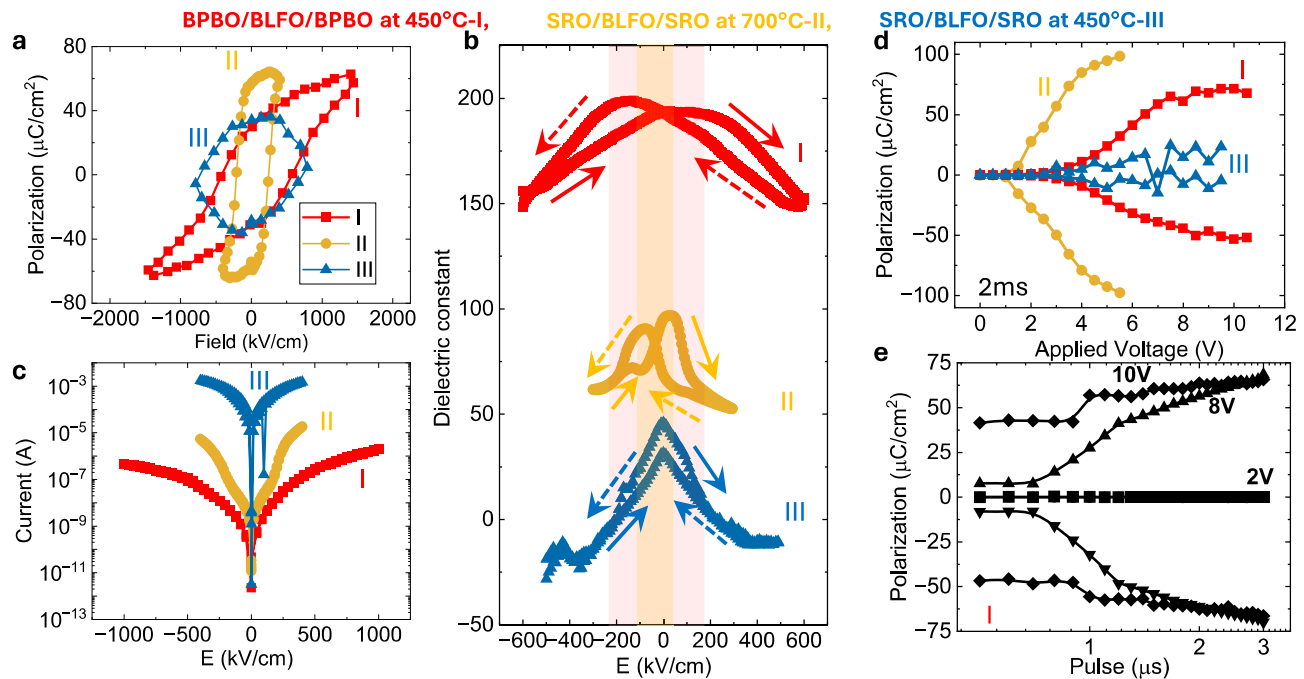 BPBO/BLFO/BPBO at 450°C-I, SRO/BLFO/SRO at 700°C-II, SRO/BLFO/SRO at 450°C-III
a
Polarization (μC/cm²)
80
40
0
−40
−80
II
III
I
I
II
III
−2000 −1000 0 1000 2000
Field (kV/cm)
b
Dielectric constant
200
150
100
50
0
−50
I
II
III
−600 −400 −200 0 200 400 600
E (kV/cm)
c
Current (A)
10⁻³
10⁻⁵
10⁻⁷
10⁻⁹
10⁻¹¹
10⁻¹³
III
II
I
−1000 −500 0 500 1000
E (kV/cm)
d
Polarization (μC/cm²)
100
50
0
−50
−100
II
I
III
2ms
0 2 4 6 8 10 12
Applied Voltage (V)
e
Polarization (μC/cm²)
75
50
25
0
−25
−50
−75
10V
8V
2V
I
1 2 3
Pulse (μs)